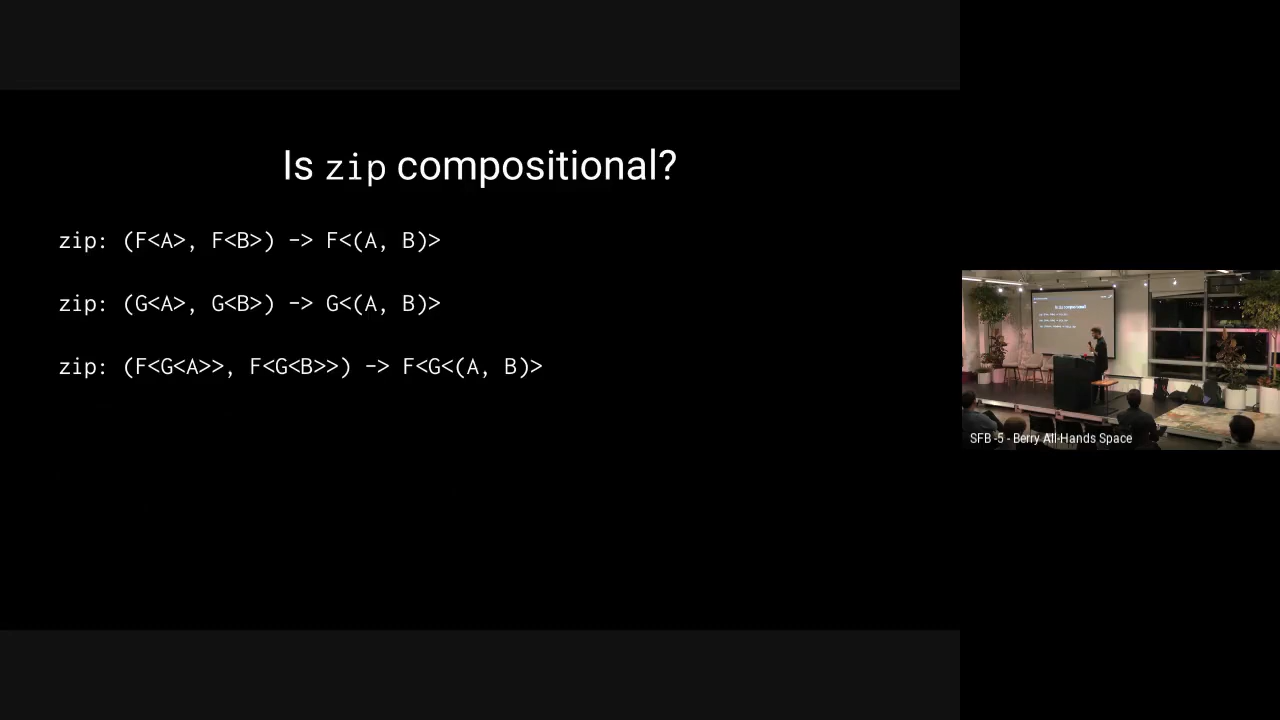 Is zip compositional?
zip: (F<A>, F<B>) -> F<(A, B)>
zip: (G<A>, G<B>) -> G<(A, B)>
zip: (F<G<A>>, F<G<B>>) -> F<G<(A, B)>
SFB -5 - Berry All-Hands Space